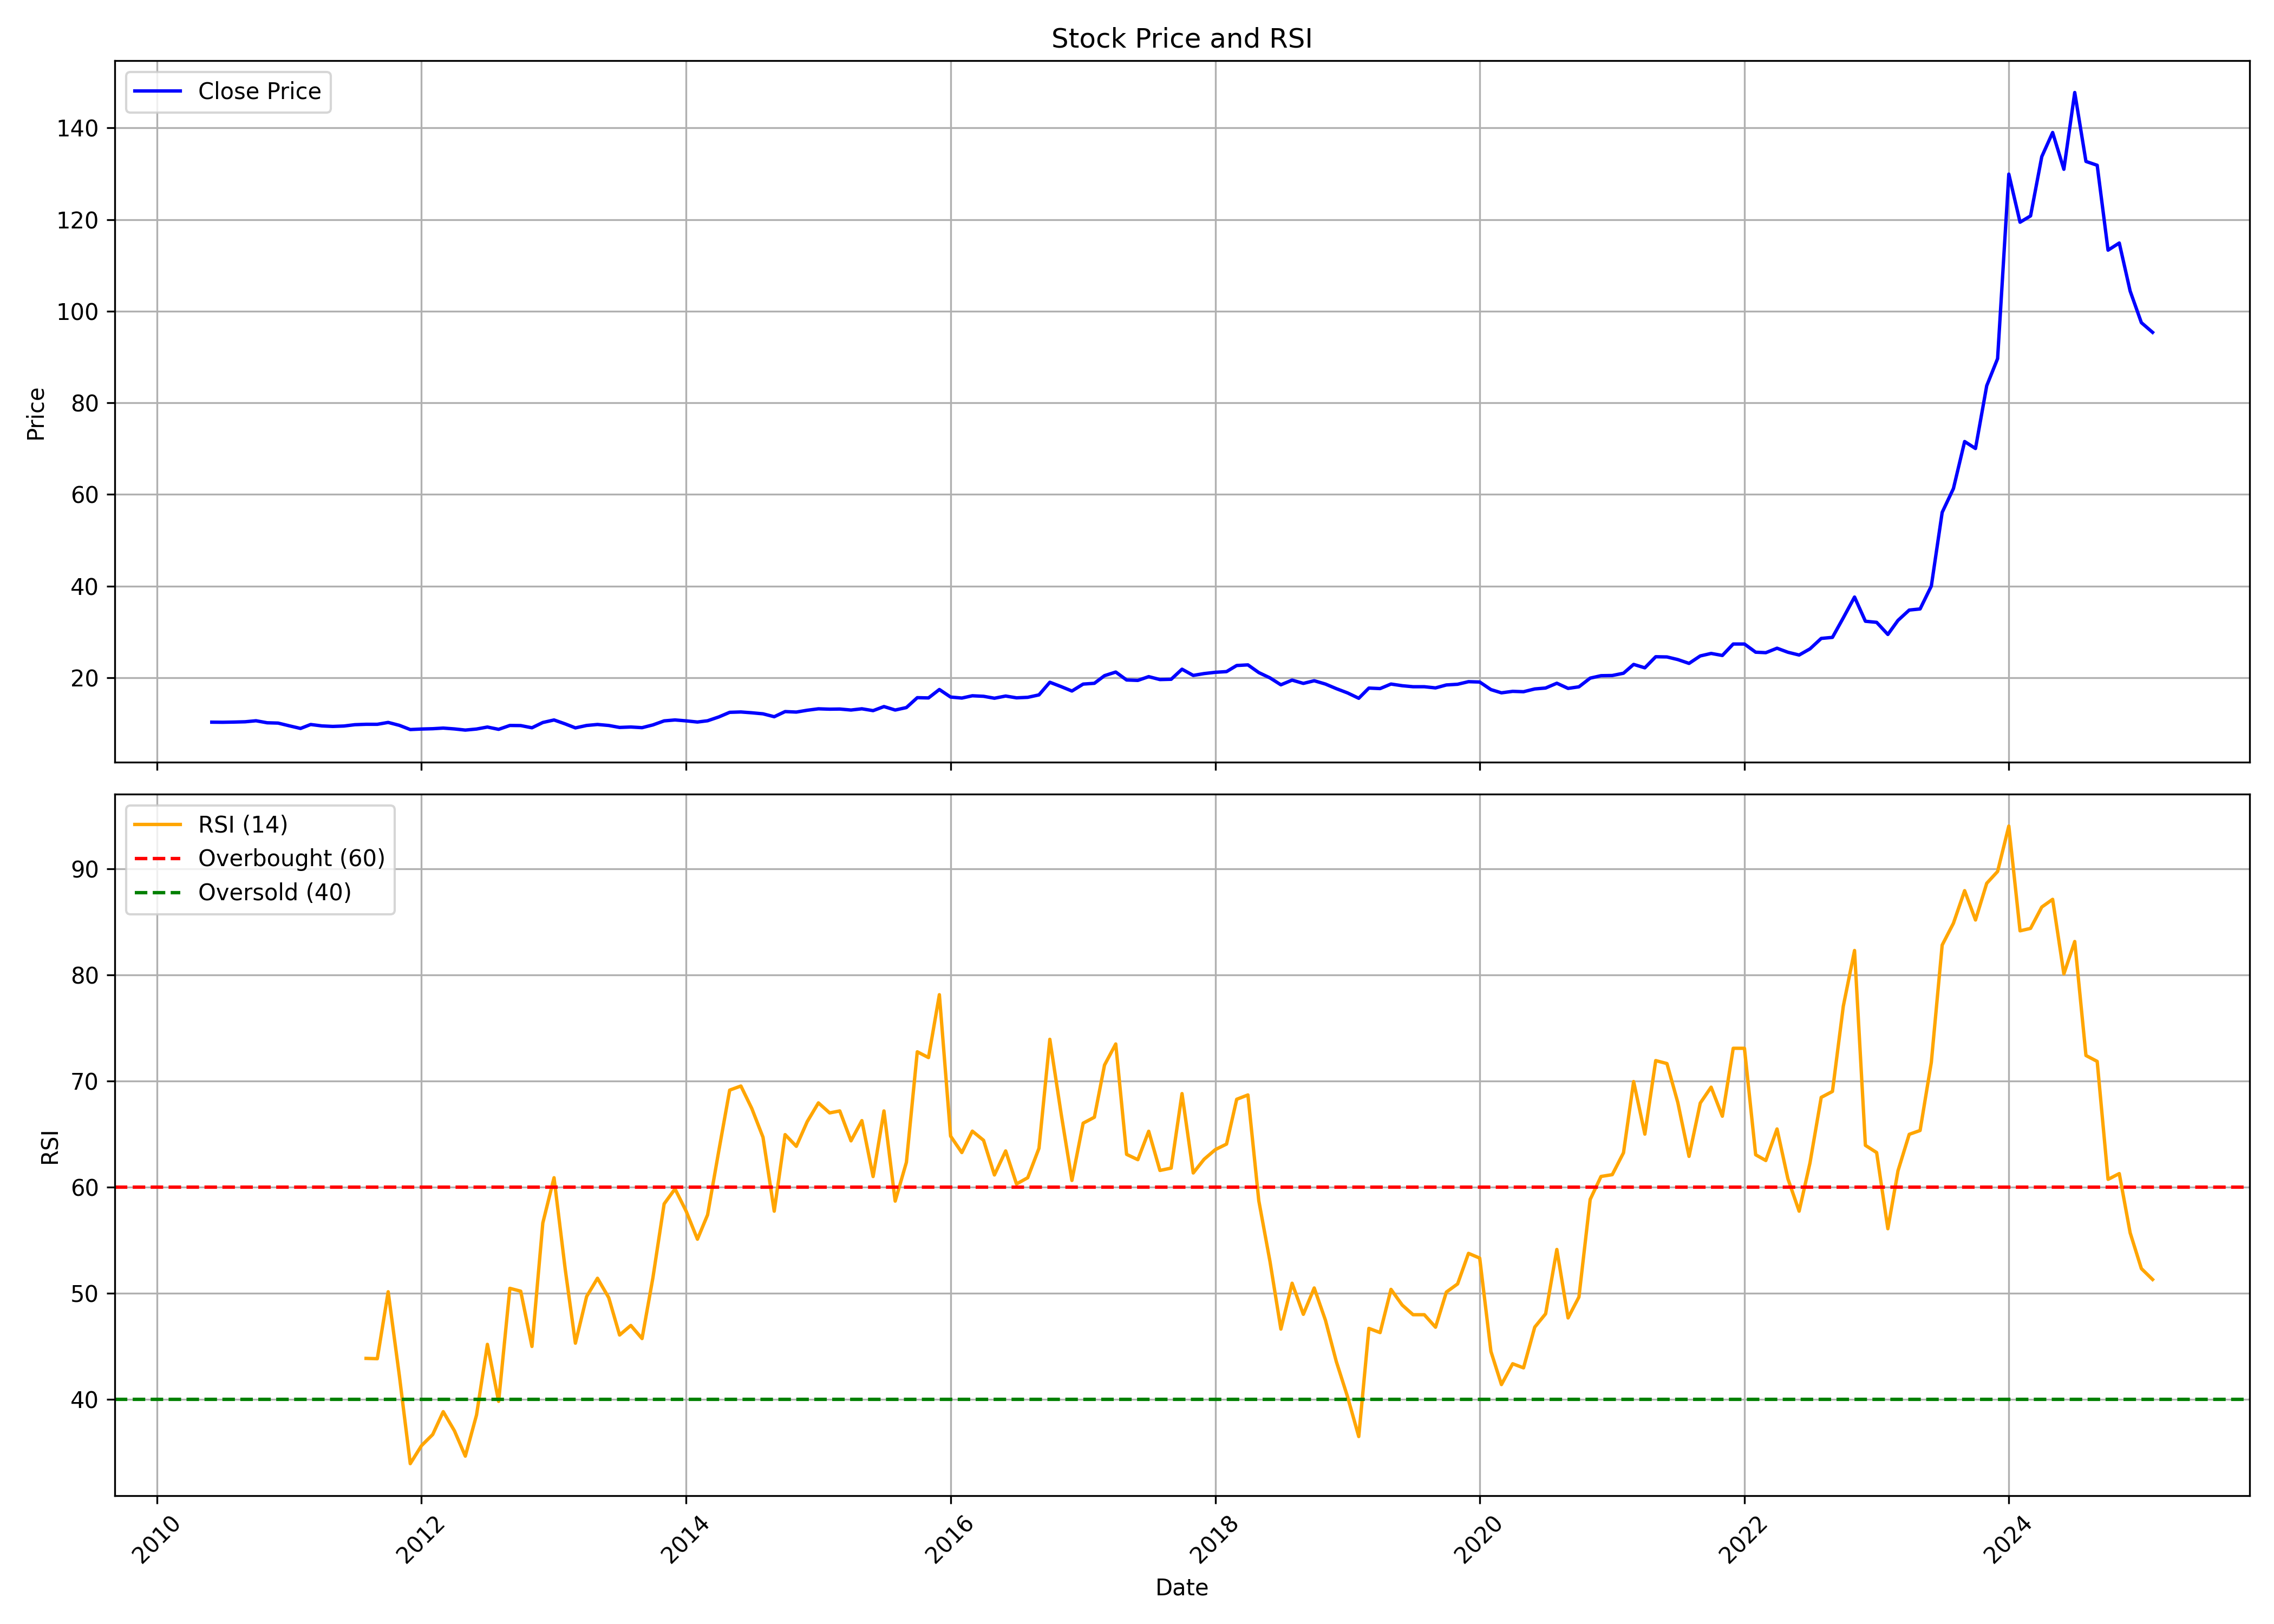 Stock Price and RSI
Close Price
140
120
100
80
60
40
20
Price
RSI (14)
Overbought (60)
Oversold (40)
90
80
70
60
50
40
RSI
2010
2012
2014
2016
2018
2020
2022
2024
Date